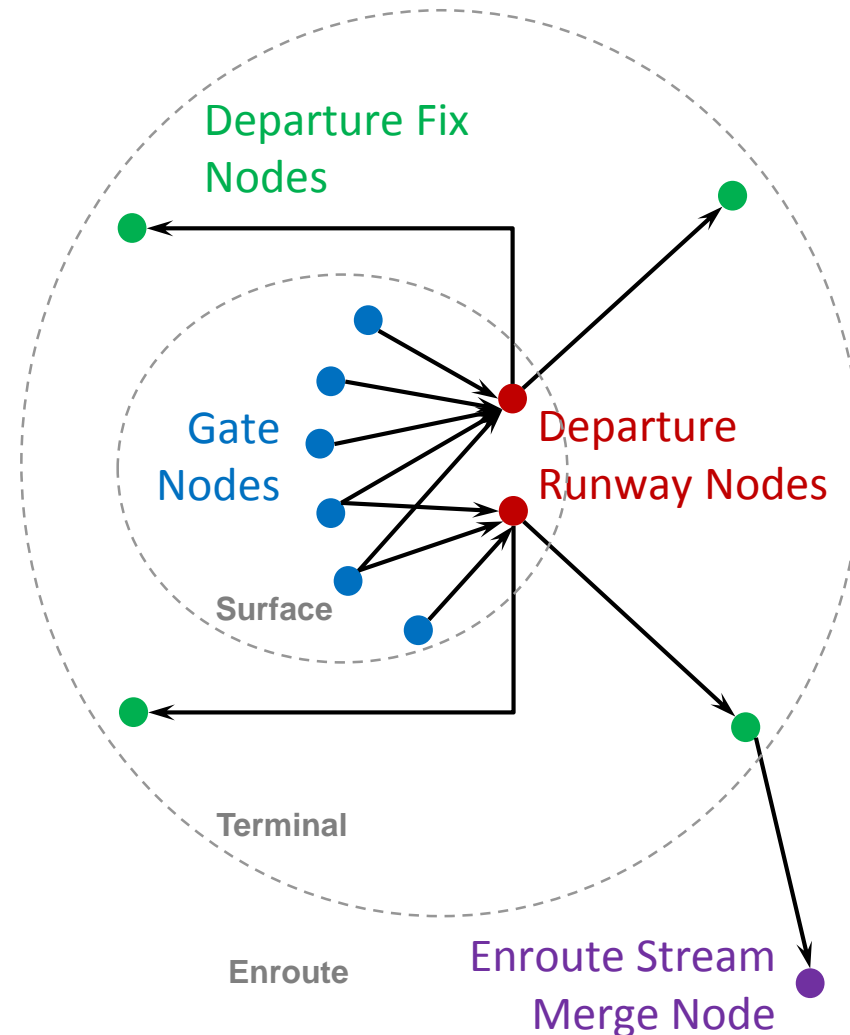 Departure Fix
Nodes
Gate
Nodes
Departure
Runway Nodes
Surface
Terminal
Enroute
Enroute Stream
Merge Node